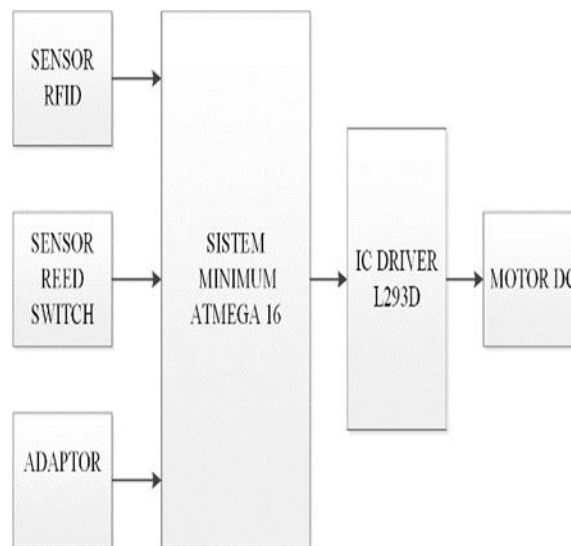 SENSOR
RFID
SENSOR
REED
SWITCH
ADAPTOR
SISTEM
MINIMUM
ATMEGA 16
IC DRIVER
L293D
MOTOR DC